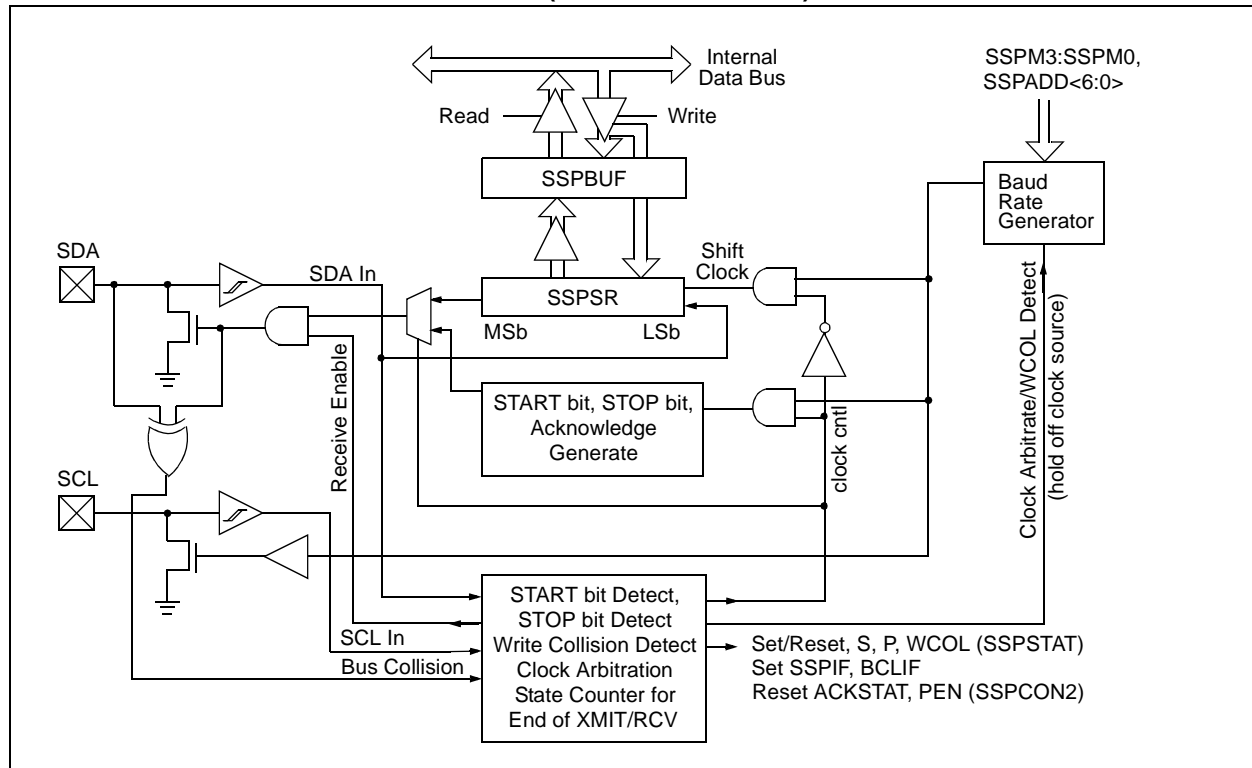 Internal
Data Bus
SSPM3:SSPM0,
SSPADD<6:0>
Read
Write
SSPBUF
Baud
Rate
Generator
SDA
SDA In
Shift
Clock
SSPSR
MSb
LSb
START bit, STOP bit,
Acknowledge
Generate
Receive Enable
clock cntl
Clock Arbitrate/WCOL Detect
(hold off clock source)
SCL
SCL In
Bus Collision
START bit Detect,
STOP bit Detect
Write Collision Detect
Clock Arbitration
State Counter for
End of XMIT/RCV
Set/Reset, S, P, WCOL (SSPSTAT)
Set SSPIF, BCLIF
Reset ACKSTAT, PEN (SSPCON2)